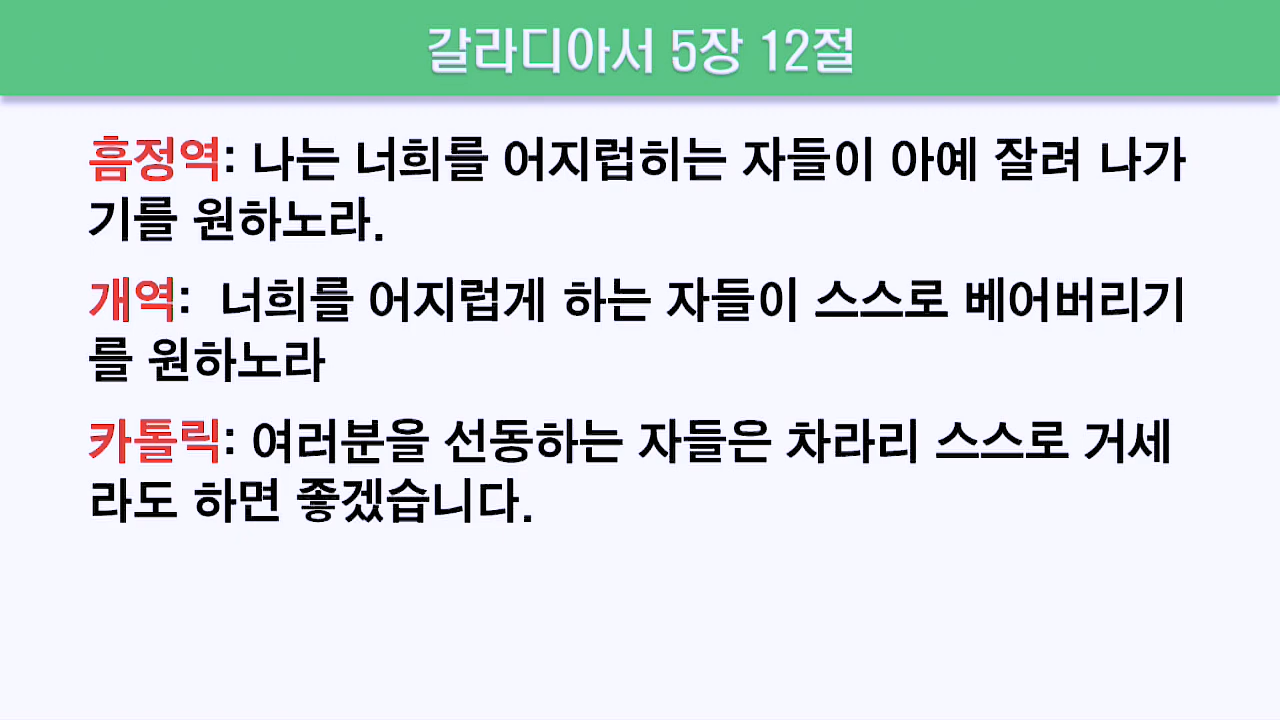 갈라디아서 5장 12절
흠정역: 나는 너희를 어지럽히는 자들이 아예 잘려 나가
기를 원하노라.
개역: 너희를 어지럽게 하는 자들이 스스로 베어버리기
를 원하노라
카톨릭: 여러분을 선동하는 자들은 차라리 스스로 거세
라도 하면 좋겠습니다.